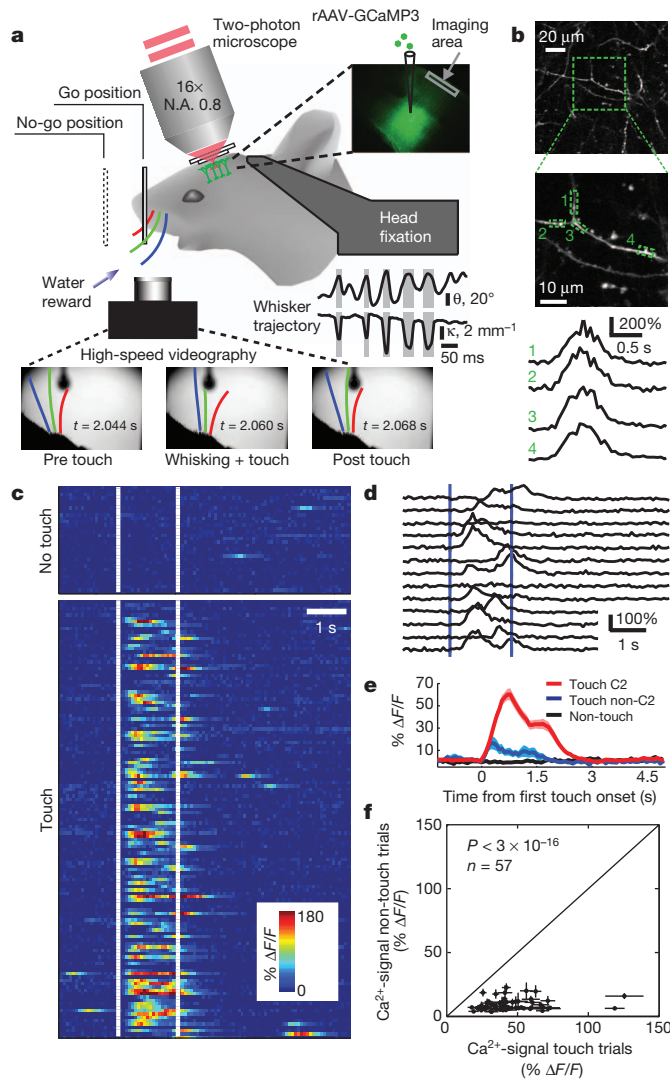 a
Two-photon
microscope
rAAV-GCaMP3
Imaging
area
16×
N.A. 0.8
Go position
No-go position
Head
fixation
Water
reward
Whisker
trajectory
θ, 20°
κ, 2 mm⁻¹
50 ms
High-speed videography
t = 2.044 s
t = 2.060 s
t = 2.068 s
Pre touch
Whisking + touch
Post touch
b
20 µm
1
2
3
4
10 µm
200%
0.5 s
1
2
3
4
c
No touch
Touch
1 s
180
% ΔF/F
0
d
100%
1 s
e
70
50
30
10
% ΔF/F
Touch C2
Touch non-C2
Non-touch
0
1.5
3
4.5
Time from first touch onset (s)
f
Ca²⁺-signal non-touch trials
(% ΔF/F)
150
100
50
0
P < 3 × 10⁻¹⁶
n = 57
0
50
100
150
Ca²⁺-signal touch trials
(% ΔF/F)